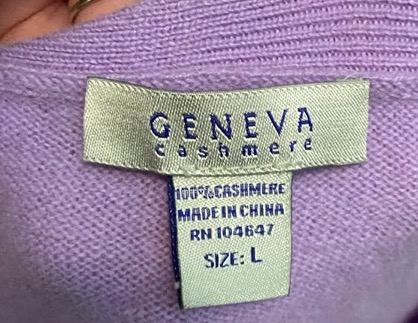 GENEVA
cashmere
100% CASHMERE
MADE IN CHINA
RN 104647
SIZE: L